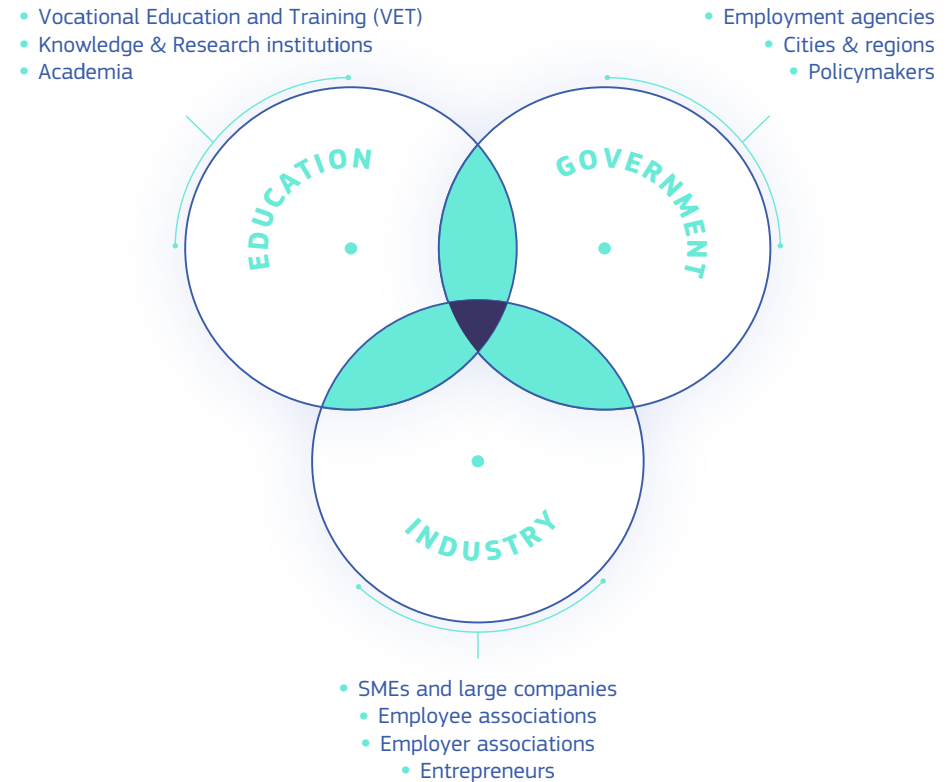 Vocational Education and Training (VET)
Knowledge & Research institutions
Academia
Employment agencies
Cities & regions
Policymakers
EDUCATION
GOVERNMENT
INDUSTRY
SMEs and large companies
Employee associations
Employer associations
Entrepreneurs